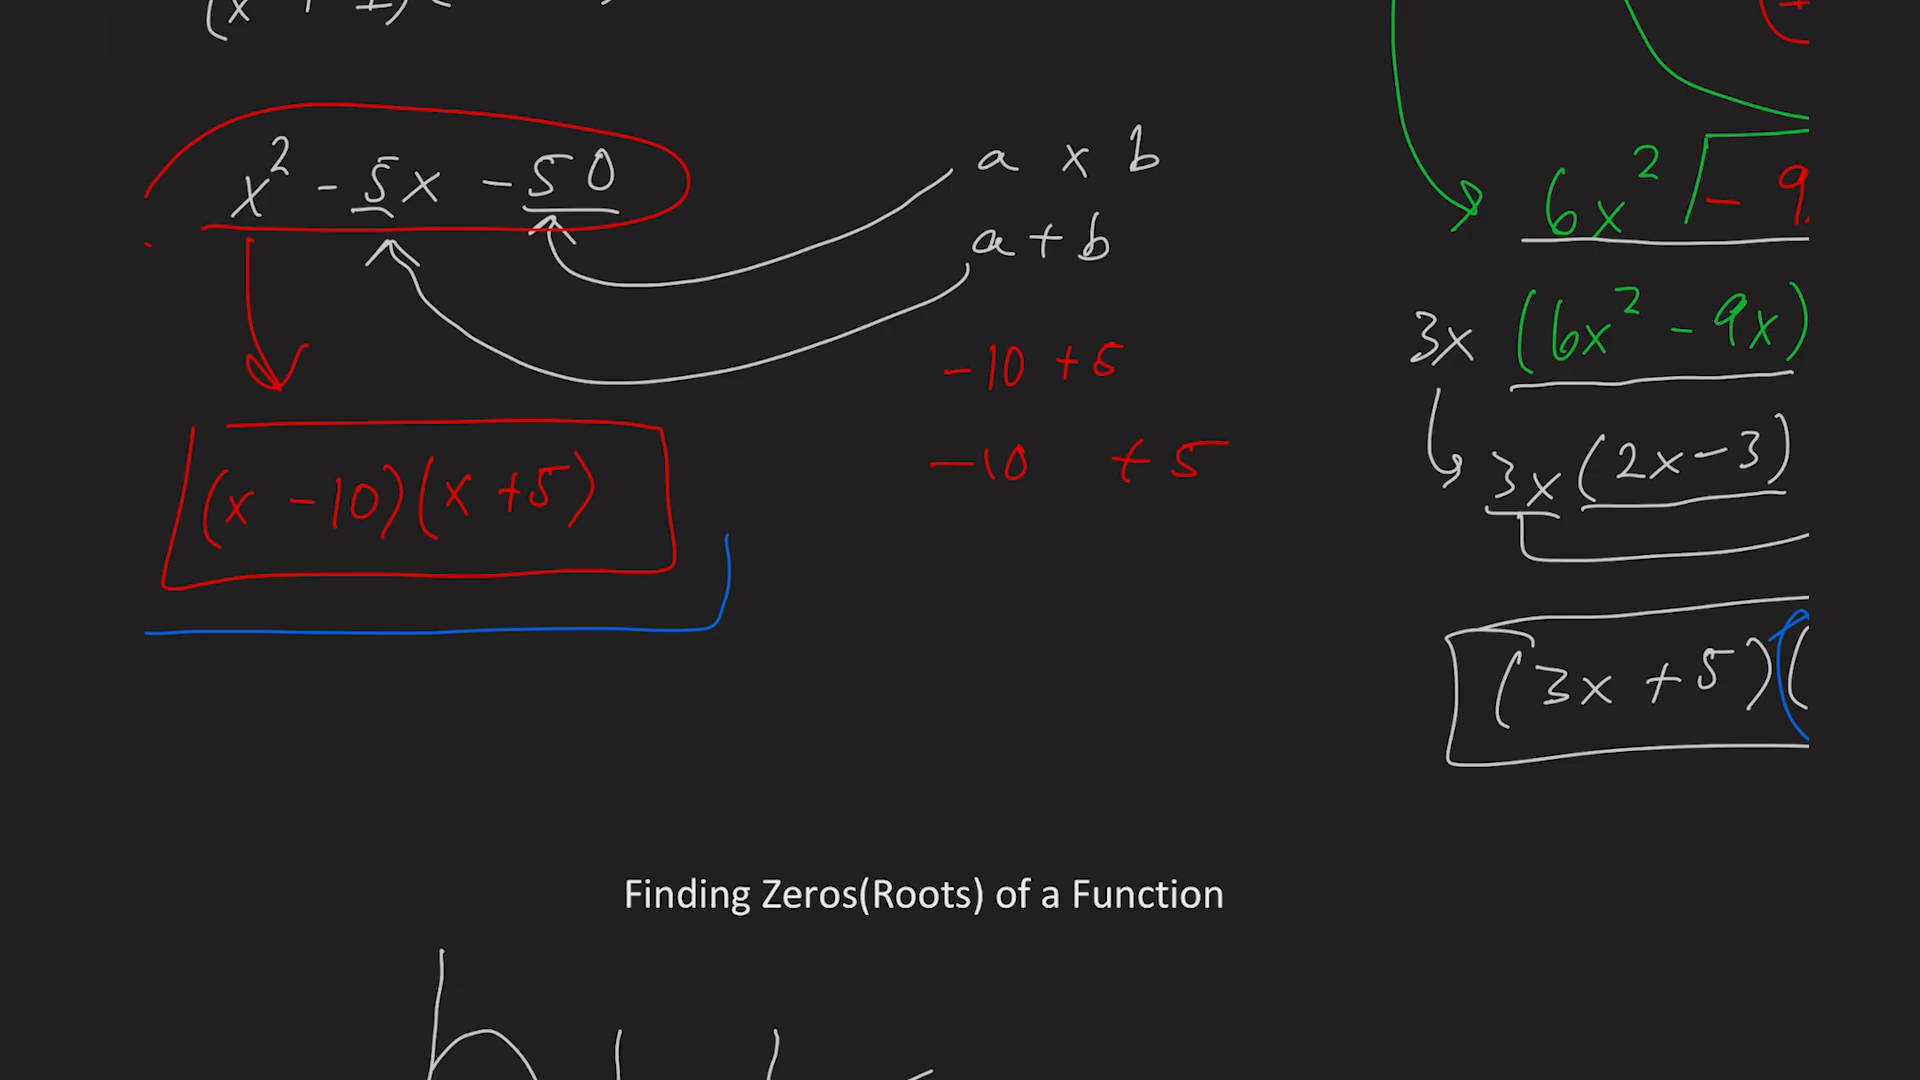 x² - 5x - 50
a x b
a + b
-10 +5
-10 +5
(x - 10)(x + 5)
6x² - 9
3x (6x² - 9x)
3x (2x - 3)
(3x + 5)(
Finding Zeros(Roots) of a Function